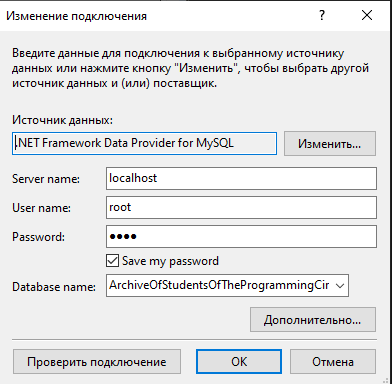 Изменение подключения
Введите данные для подключения к выбранному источнику
данных или нажмите кнопку "Изменить", чтобы выбрать другой
источник данных и (или) поставщик.
Источник данных:
.NET Framework Data Provider for MySQL
Изменить...
Server name:
localhost
User name:
root
Password:
●●●●
Save my password
Database name:
ArchiveOfStudentsOfTheProgrammingCir
Дополнительно...
Проверить подключение
ОК
Отмена